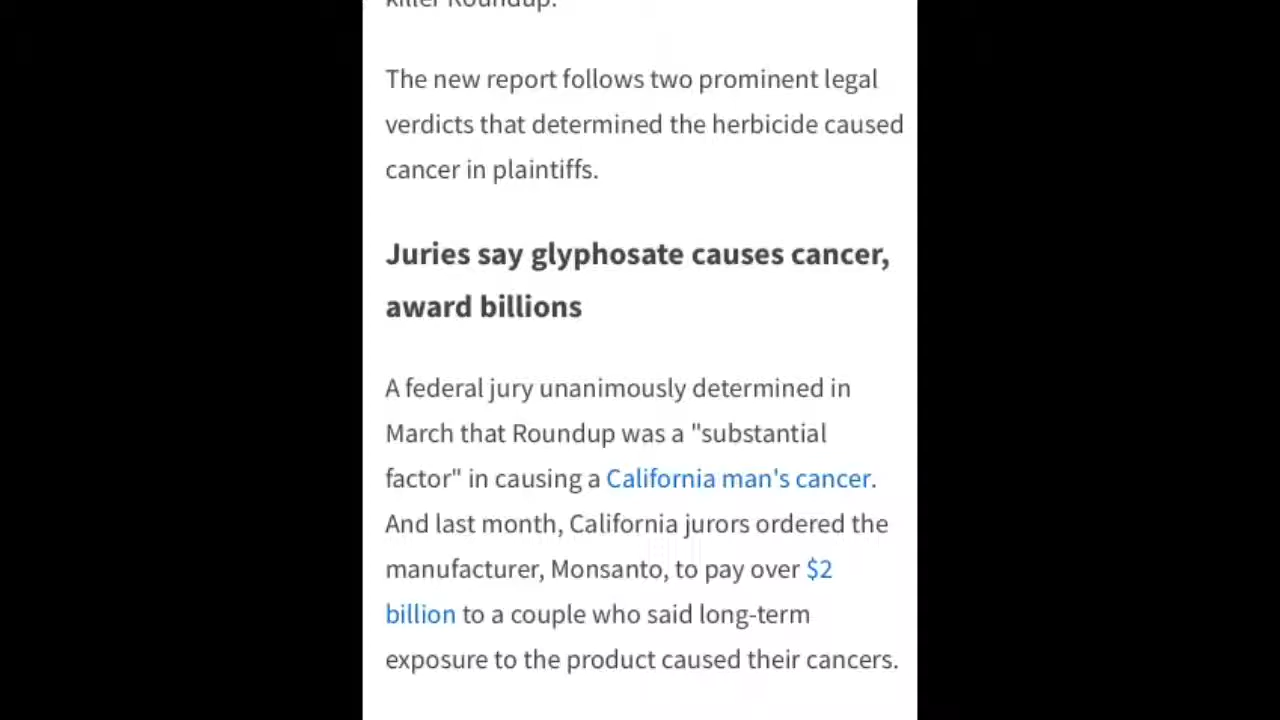 killer Roundup.
The new report follows two prominent legal
verdicts that determined the herbicide caused
cancer in plaintiffs.
Juries say glyphosate causes cancer,
award billions
A federal jury unanimously determined in
March that Roundup was a "substantial
factor" in causing a California man's cancer.
And last month, California jurors ordered the
manufacturer, Monsanto, to pay over $2
billion to a couple who said long-term
exposure to the product caused their cancers.